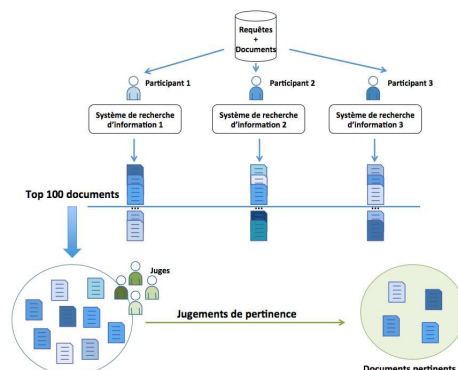 Requêtes
+
Documents
Participant 1
Participant 2
Participant 3
Système de recherche
d'information 1
Système de recherche
d'information 2
Système de recherche
d'information 3
Top 100 documents
...
...
...
Juges
Jugements de pertinence
Documents pertinents